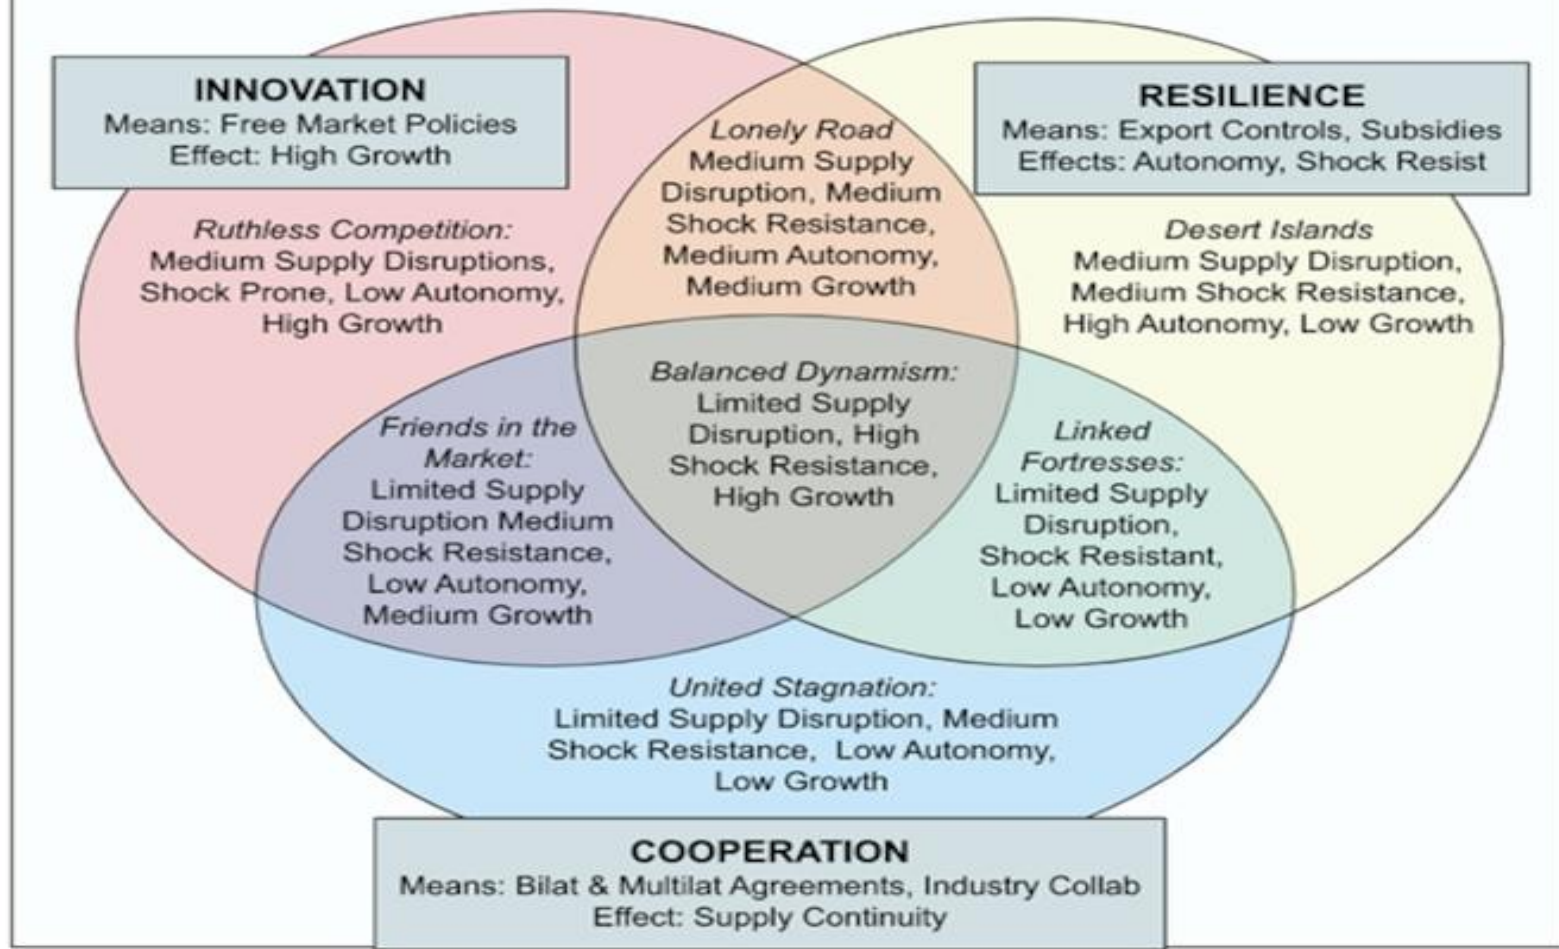 INNOVATION
Means: Free Market Policies
Effect: High Growth
RESILIENCE
Means: Export Controls, Subsidies
Effects: Autonomy, Shock Resist
Lonely Road
Medium Supply
Disruption, Medium
Shock Resistance,
Medium Autonomy,
Medium Growth
Ruthless Competition:
Medium Supply Disruptions,
Shock Prone, Low Autonomy,
High Growth
Desert Islands
Medium Supply Disruption,
Medium Shock Resistance,
High Autonomy, Low Growth
Balanced Dynamism:
Limited Supply
Disruption, High
Shock Resistance,
High Growth
Friends in the
Market:
Limited Supply
Disruption Medium
Shock Resistance,
Low Autonomy,
Medium Growth
Linked
Fortresses:
Limited Supply
Disruption,
Shock Resistant,
Low Autonomy,
Low Growth
United Stagnation:
Limited Supply Disruption, Medium
Shock Resistance, Low Autonomy,
Low Growth
COOPERATION
Means: Bilat & Multilat Agreements, Industry Collab
Effect: Supply Continuity